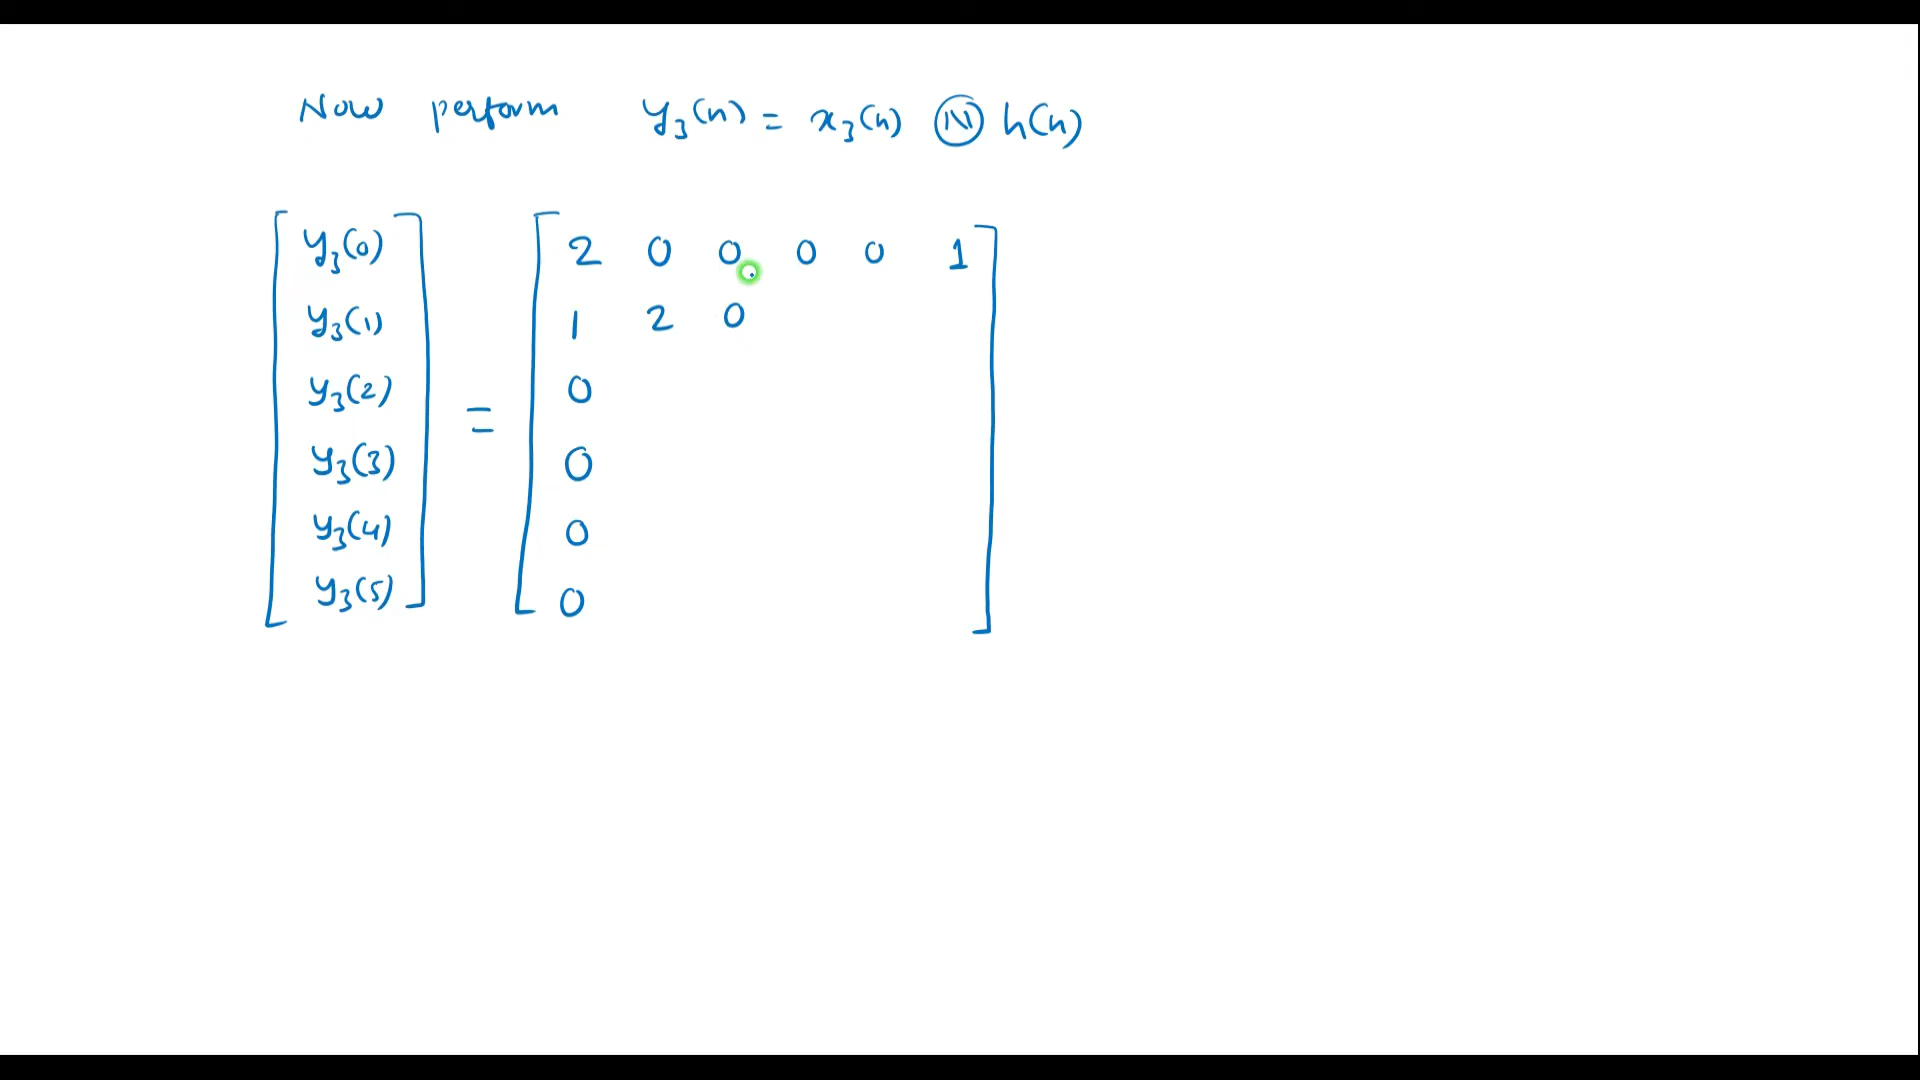 Now perform y₃(n) = x₃(n) Ⓝ h(n)
y₃(0) 2 0 0 0 0 1
y₃(1) 1 2 0
y₃(2) 0
=
y₃(3) 0
y₃(4) 0
y₃(5) 0